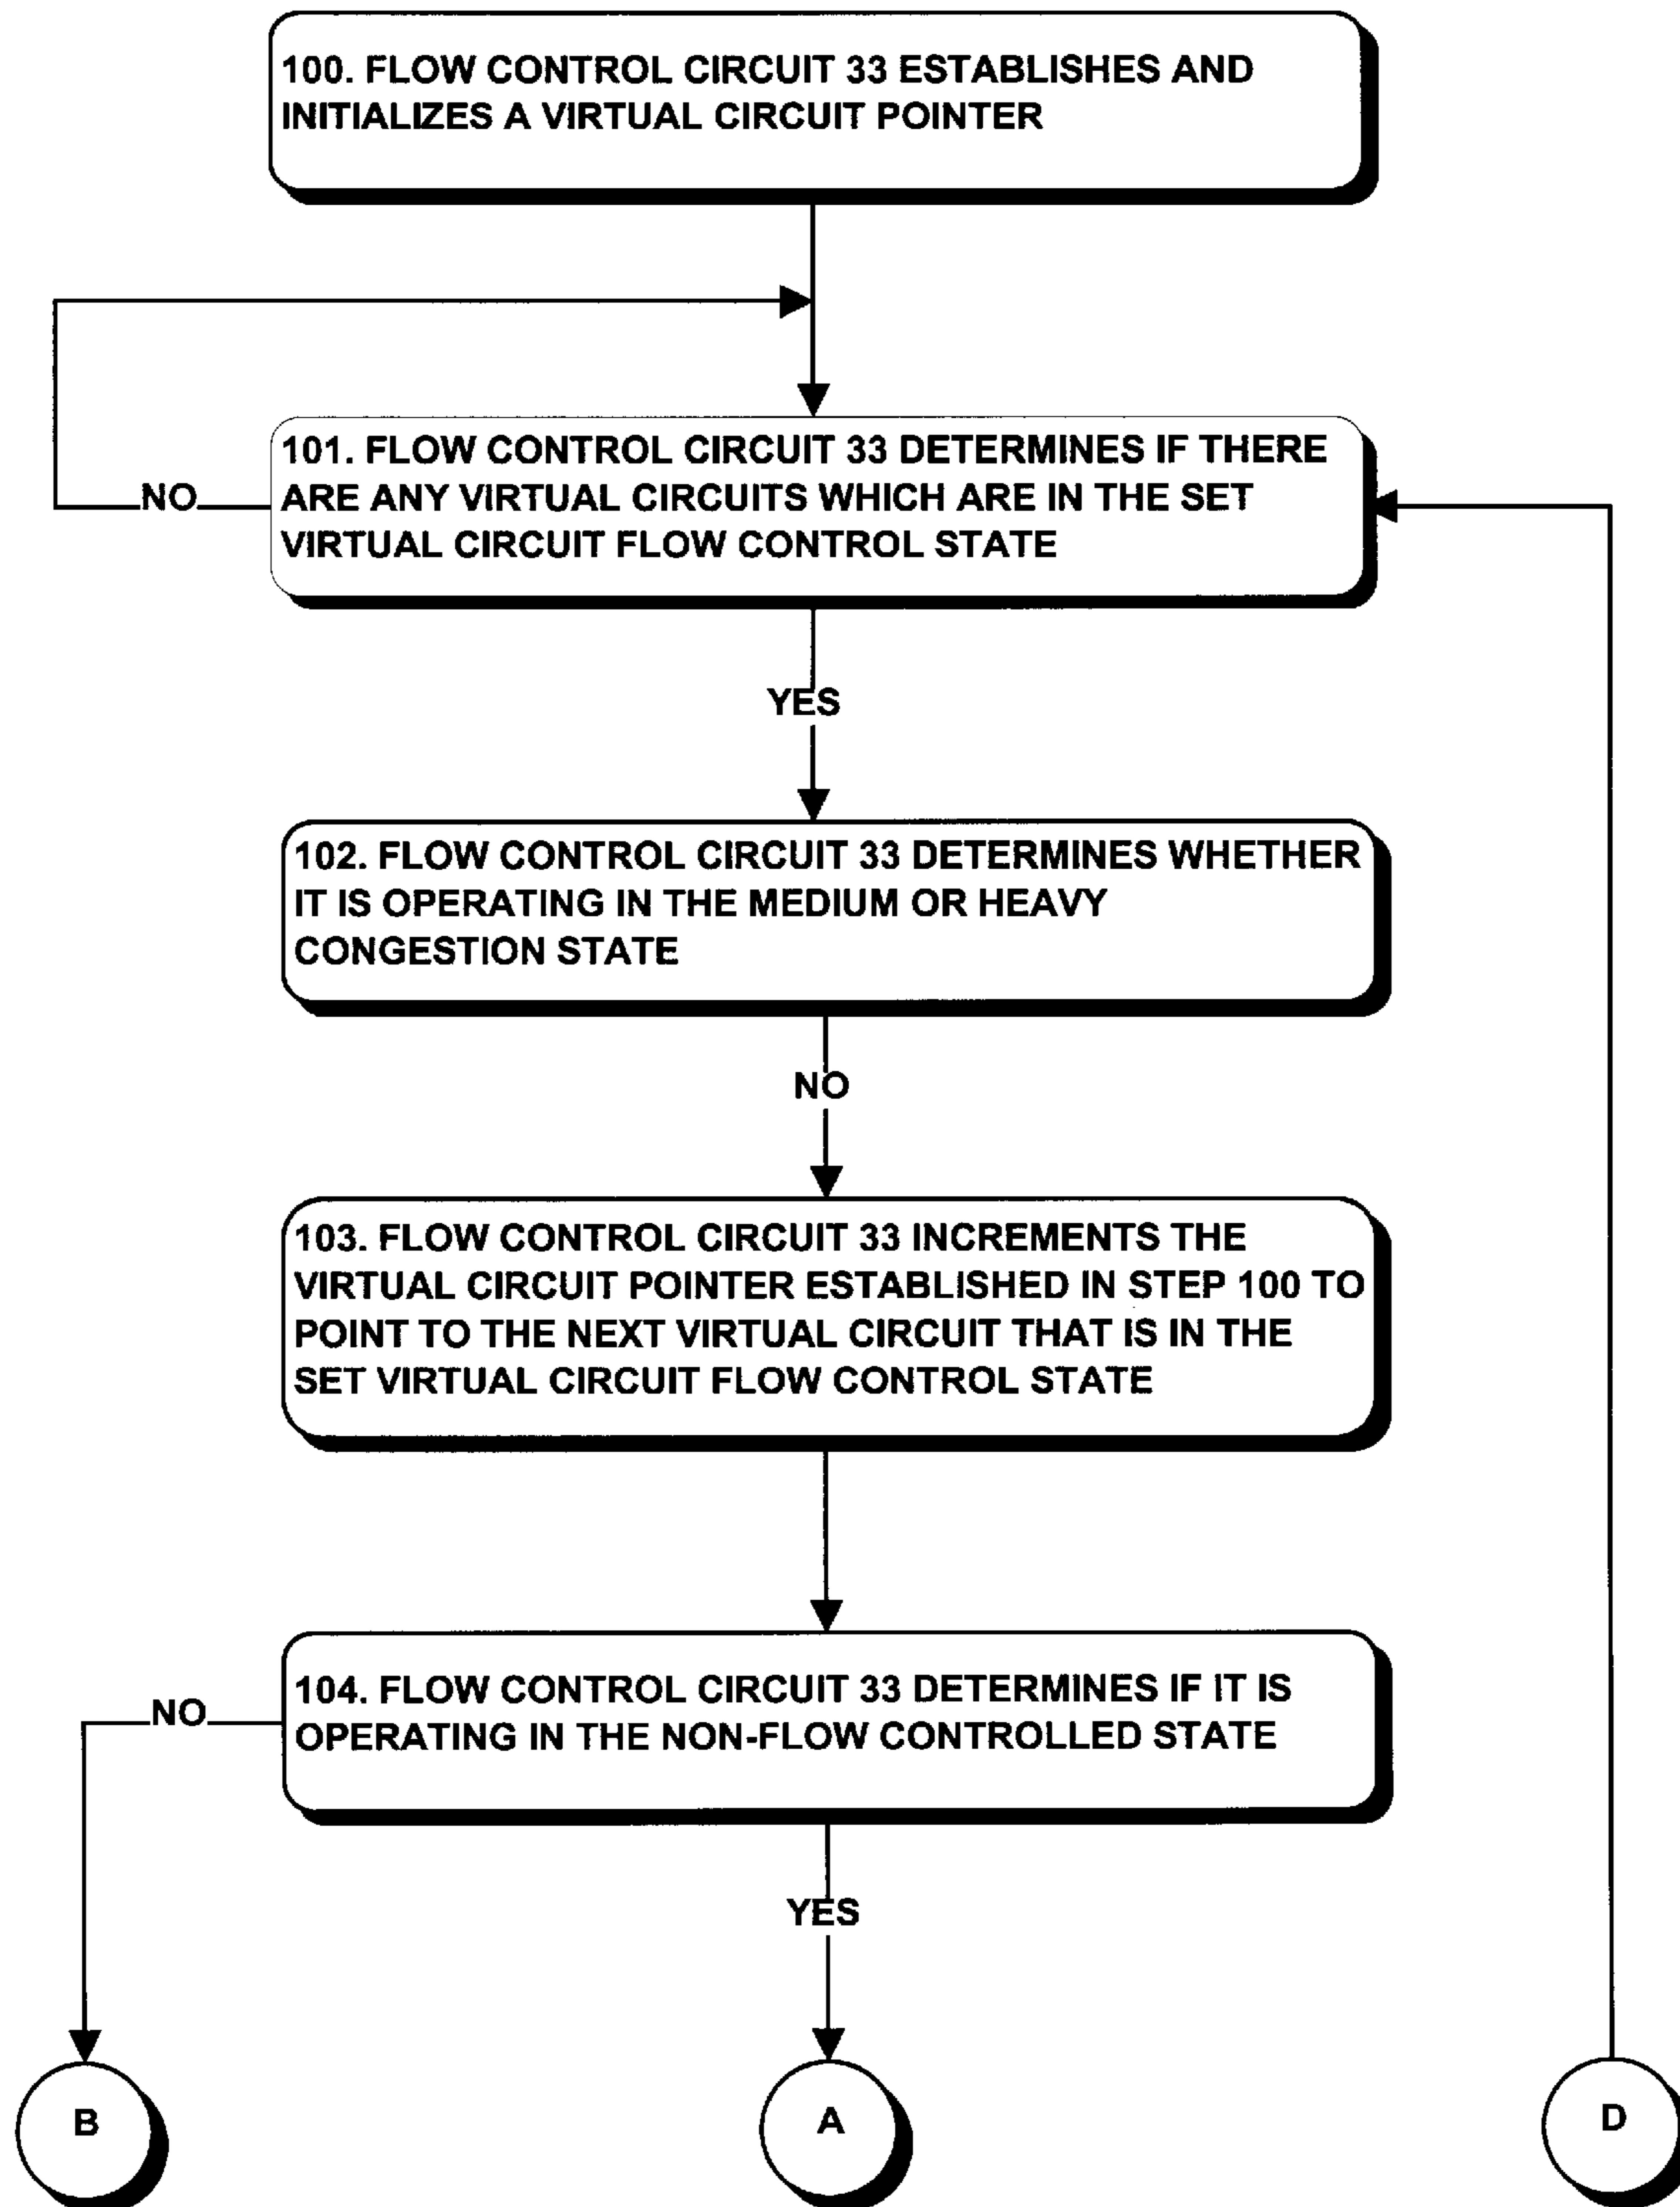 100. FLOW CONTROL CIRCUIT 33 ESTABLISHES AND
INITIALIZES A VIRTUAL CIRCUIT POINTER
101. FLOW CONTROL CIRCUIT 33 DETERMINES IF THERE
ARE ANY VIRTUAL CIRCUITS WHICH ARE IN THE SET
VIRTUAL CIRCUIT FLOW CONTROL STATE
NO
YES
102. FLOW CONTROL CIRCUIT 33 DETERMINES WHETHER
IT IS OPERATING IN THE MEDIUM OR HEAVY
CONGESTION STATE
NO
103. FLOW CONTROL CIRCUIT 33 INCREMENTS THE
VIRTUAL CIRCUIT POINTER ESTABLISHED IN STEP 100 TO
POINT TO THE NEXT VIRTUAL CIRCUIT THAT IS IN THE
SET VIRTUAL CIRCUIT FLOW CONTROL STATE
104. FLOW CONTROL CIRCUIT 33 DETERMINES IF IT IS
OPERATING IN THE NON-FLOW CONTROLLED STATE
NO
YES
B
A
D